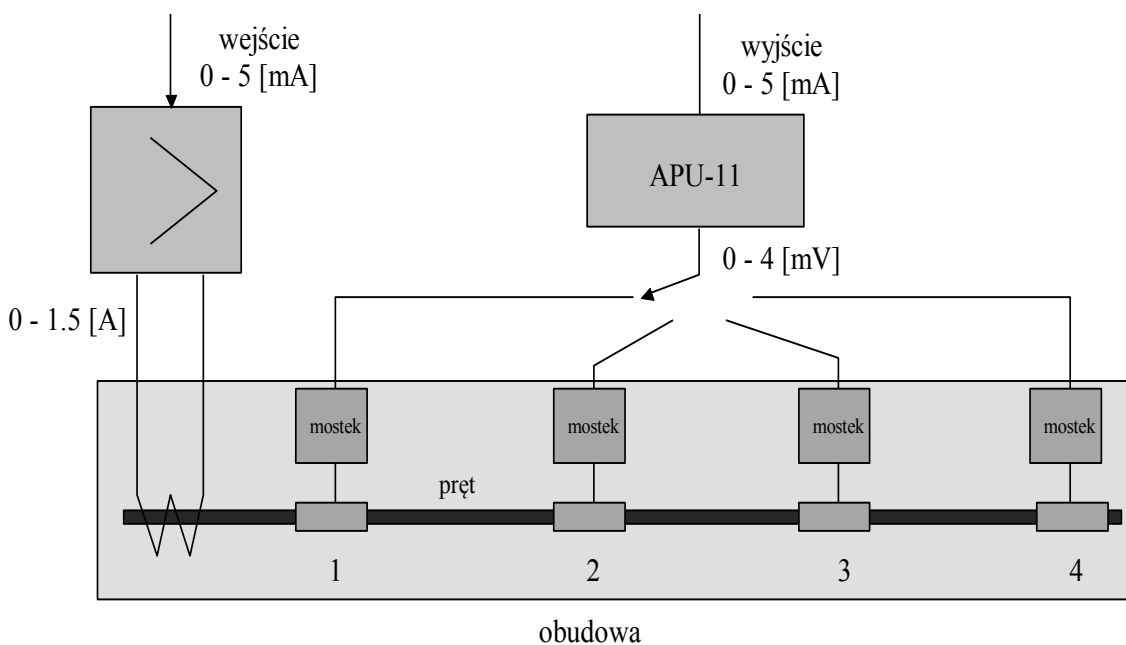 wejście
0 - 5 [mA]
wyjście
0 - 5 [mA]
APU-11
0 - 4 [mV]
0 - 1.5 [A]
mostek
mostek
mostek
mostek
pręt
1
2
3
4
obudowa